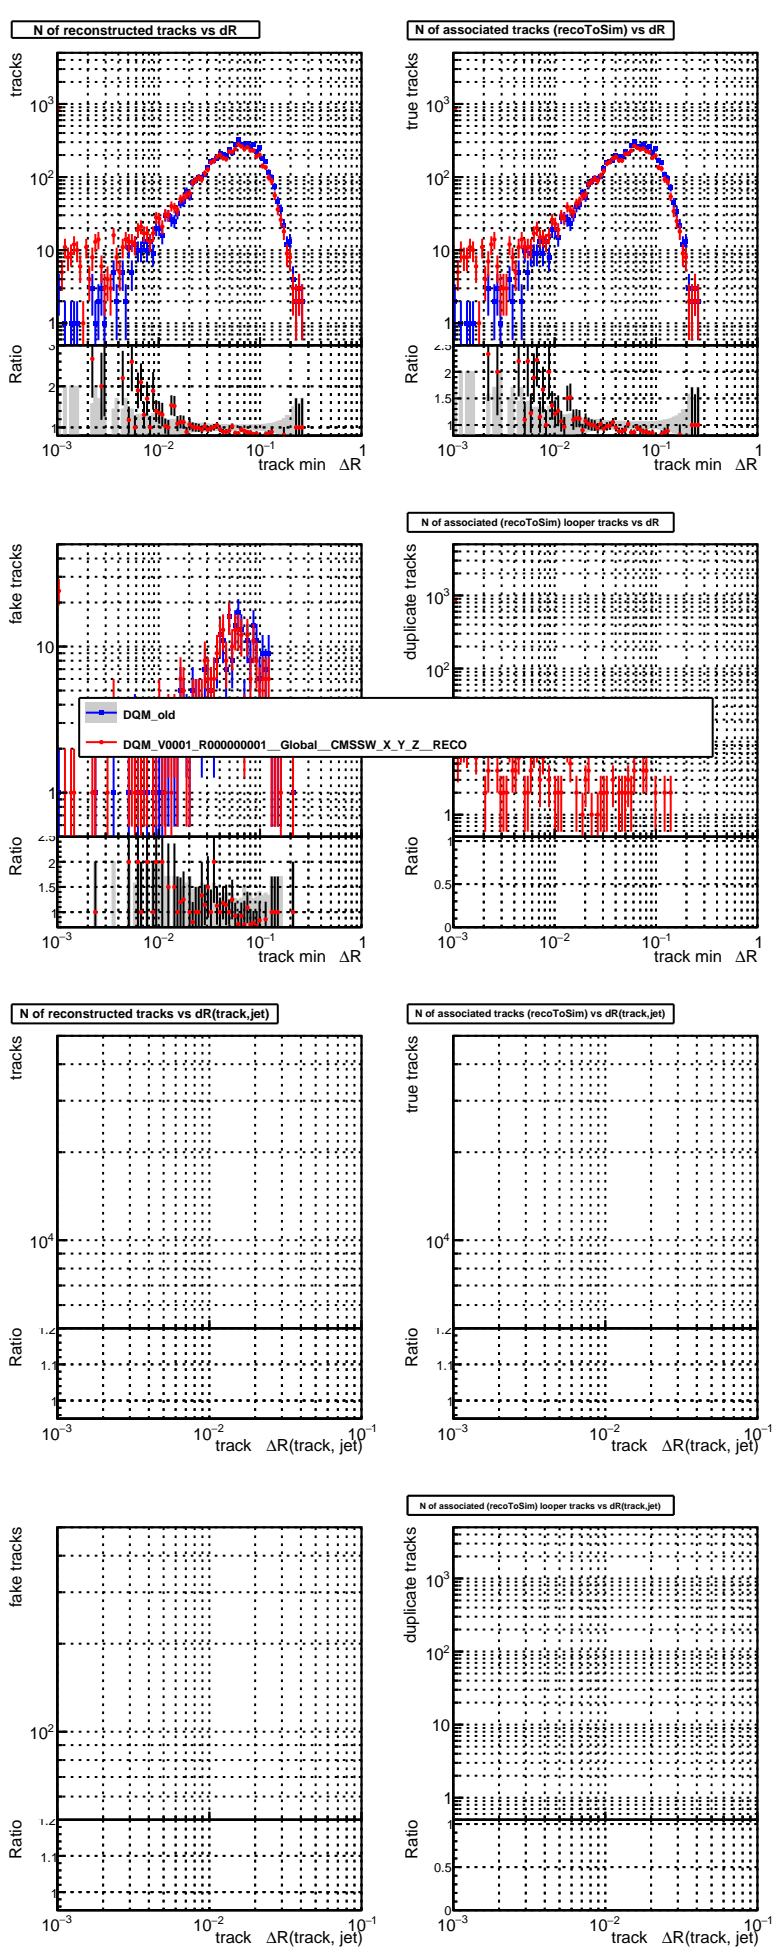 N of reconstructed tracks vs dR
tracks
10³
10²
10
1
Ratio
3
2
1
10⁻³ 10⁻² 10⁻¹ 1
track min ΔR
N of associated tracks (recoToSim) vs dR
true tracks
10³
10²
10
1
Ratio
2.5
2
1.5
1
10⁻³ 10⁻² 10⁻¹ 1
track min ΔR
fake tracks
10
1
Ratio
2.5
2
1.5
1
10⁻³ 10⁻² 10⁻¹ 1
track min ΔR
N of associated (recoToSim) looper tracks vs dR
duplicate tracks
10³
10²
1
Ratio
1
0.5
0
10⁻³ 10⁻² 10⁻¹ 1
track min ΔR
DQM_old
DQM_V0001_R000000001__Global__CMSSW_X_Y_Z__RECO
N of reconstructed tracks vs dR(track,jet)
tracks
10⁴
Ratio
1.2
1.1
1
10⁻³ 10⁻² 10⁻¹
track ΔR(track, jet)
N of associated tracks (recoToSim) vs dR(track,jet)
true tracks
10⁴
Ratio
1.2
1.1
1
10⁻³ 10⁻² 10⁻¹
track ΔR(track, jet)
fake tracks
10²
Ratio
1.2
1.1
1
10⁻³ 10⁻² 10⁻¹
track ΔR(track, jet)
N of associated (recoToSim) looper tracks vs dR(track,jet)
duplicate tracks
10³
10²
10
1
Ratio
1
0.5
0
10⁻³ 10⁻² 10⁻¹
track ΔR(track, jet)